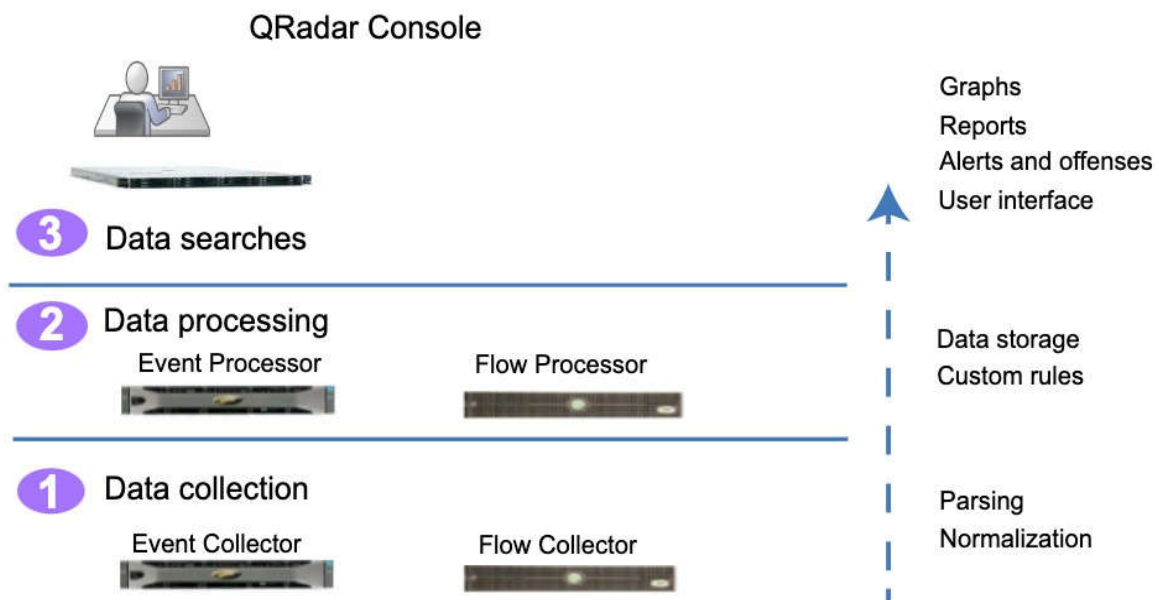 QRadar Console
Graphs
Reports
Alerts and offenses
User interface
3 Data searches
2 Data processing
Event Processor
Flow Processor
Data storage
Custom rules
1 Data collection
Event Collector
Flow Collector
Parsing
Normalization